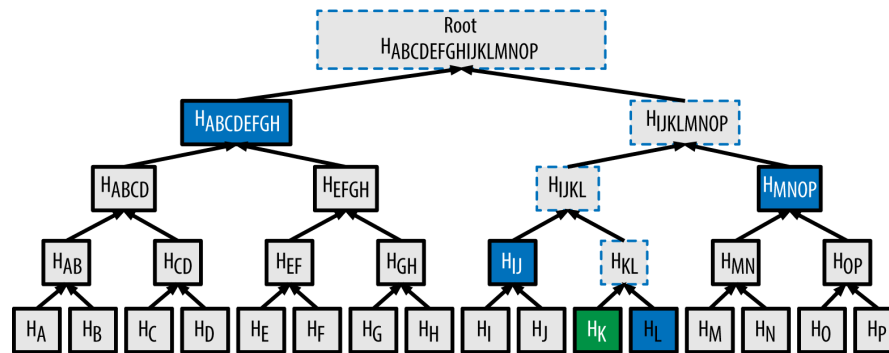 Root
HABCDEFGHIJKLMNOP
HABCDEFGH HIJKLMNOP
HABCD HEFGH HIJKL HMNOP
HAB HCD HEF HGH HIJ HKL HMN HOP
HA HB HC HD HE HF HG HH HI HJ HK HL HM HN HO HP